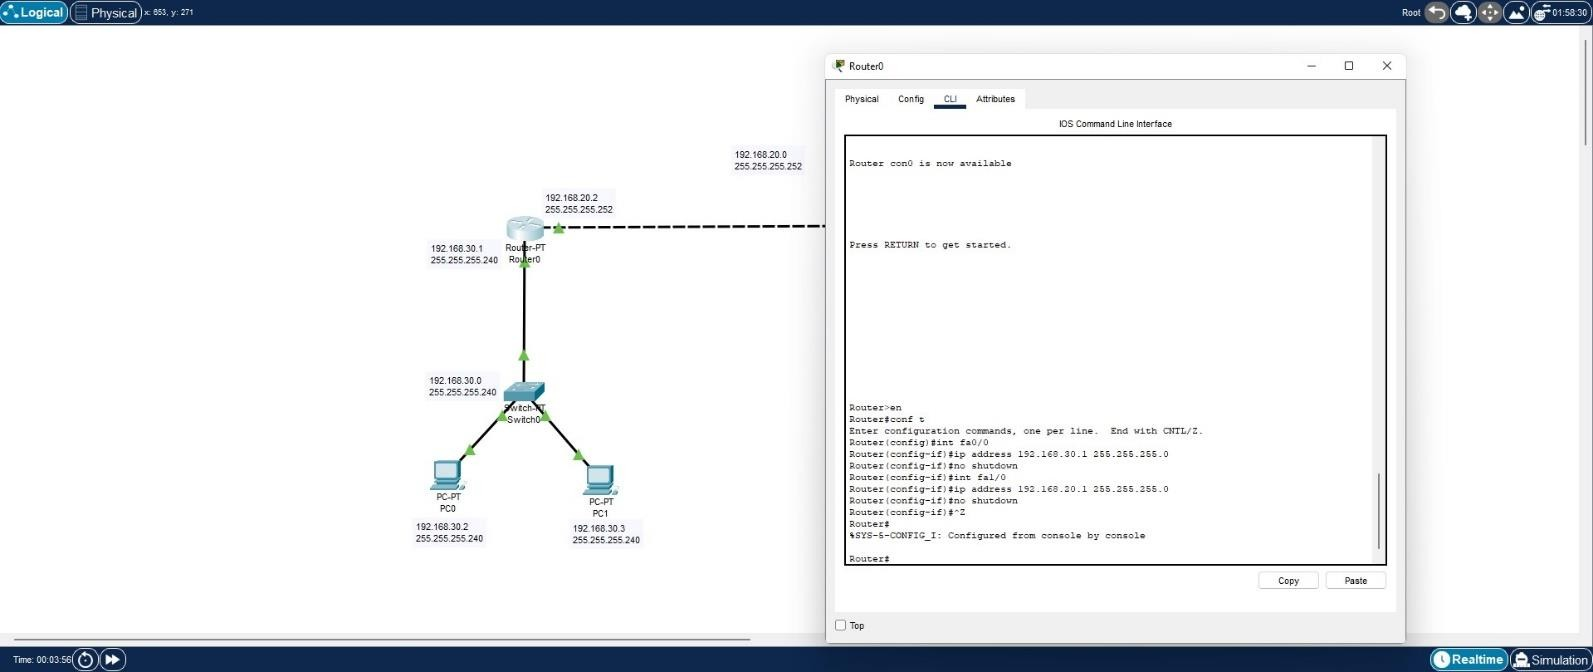 Logical
Physical
x: 653, y: 271
Root
01:58:30
192.168.20.0
255.255.255.252
192.168.20.2
255.255.255.252
192.168.30.1
255.255.255.240
Router-PT
Router0
192.168.30.0
255.255.255.240
Switch-PT
Switch0
PC-PT
PC0
192.168.30.2
255.255.255.240
PC-PT
PC1
192.168.30.3
255.255.255.240
Router0
Physical Config CLI Attributes
IOS Command Line Interface
Router con0 is now available
Press RETURN to get started.
Router>en
Router#conf t
Enter configuration commands, one per line.  End with CNTL/Z.
Router(config)#int fa0/0
Router(config-if)#ip address 192.168.30.1 255.255.255.0
Router(config-if)#no shutdown
Router(config-if)#int fa1/0
Router(config-if)#ip address 192.168.20.1 255.255.255.0
Router(config-if)#no shutdown
Router(config-if)#^Z
Router#
%SYS-5-CONFIG_I: Configured from console by console
Router#
Copy
Paste
Top
Time: 00:03:56
Realtime
Simulation